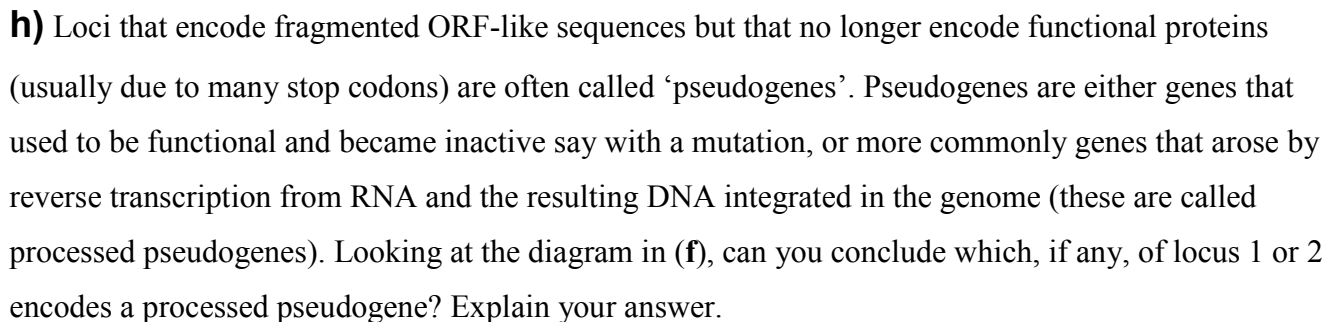 h) Loci that encode fragmented ORF-like sequences but that no longer encode functional proteins
(usually due to many stop codons) are often called ‘pseudogenes’. Pseudogenes are either genes that
used to be functional and became inactive say with a mutation, or more commonly genes that arose by
reverse transcription from RNA and the resulting DNA integrated in the genome (these are called
processed pseudogenes). Looking at the diagram in (f), can you conclude which, if any, of locus 1 or 2
encodes a processed pseudogene? Explain your answer.